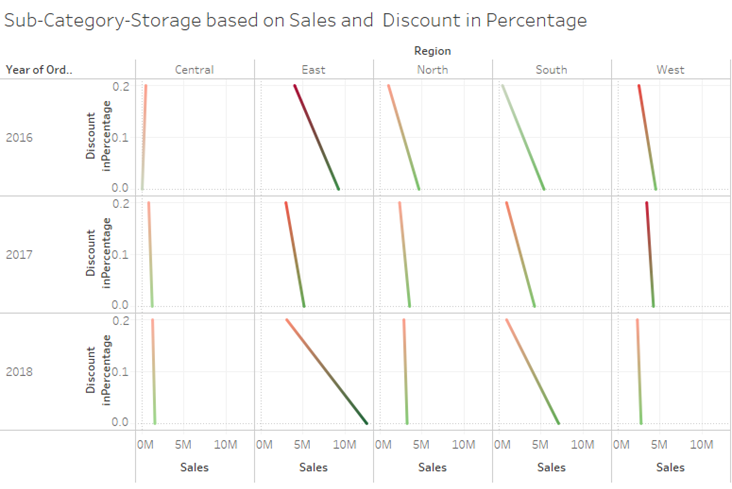 Sub-Category-Storage based on Sales and Discount in Percentage
Region
Year of Ord.. Central East North South West
2016
Discount
inPercentage
0.2
0.1
0.0
2017
Discount
inPercentage
0.2
0.1
0.0
2018
Discount
inPercentage
0.2
0.1
0.0
0M 5M 10M 0M 5M 10M 0M 5M 10M 0M 5M 10M 0M 5M 10M
Sales Sales Sales Sales Sales